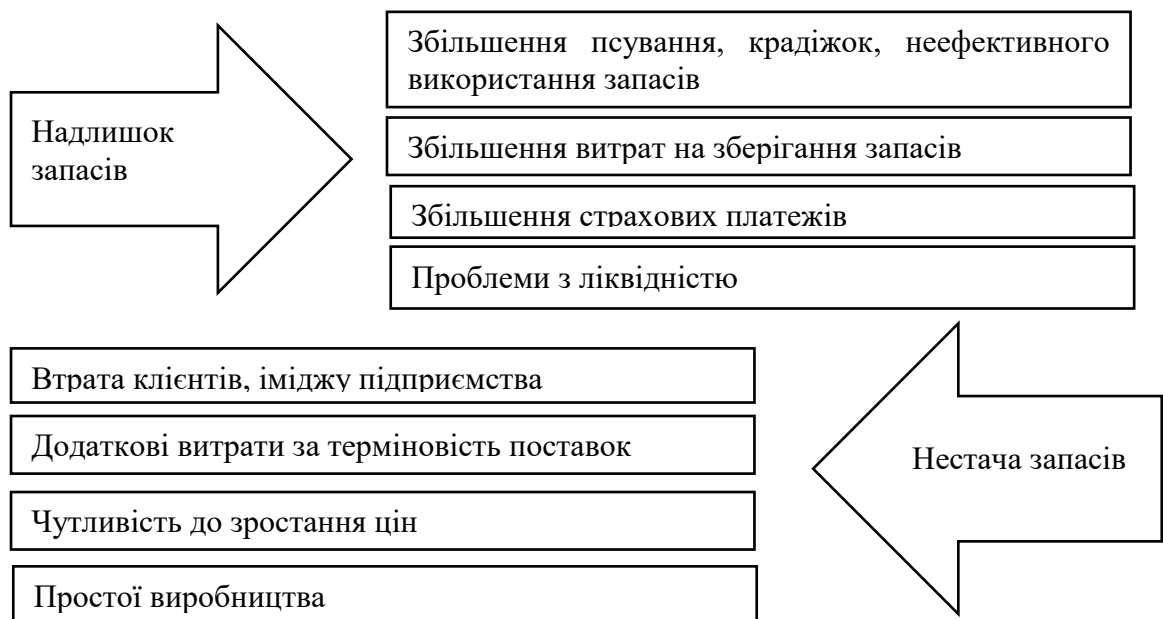 Надлишок
запасів
Збільшення псування, крадіжок, неефективного
використання запасів
Збільшення витрат на зберігання запасів
Збільшення страхових платежів
Проблеми з ліквідністю
Втрата клієнтів, іміджу підприємства
Додаткові витрати за терміновість поставок
Чутливість до зростання цін
Простої виробництва
Нестача запасів